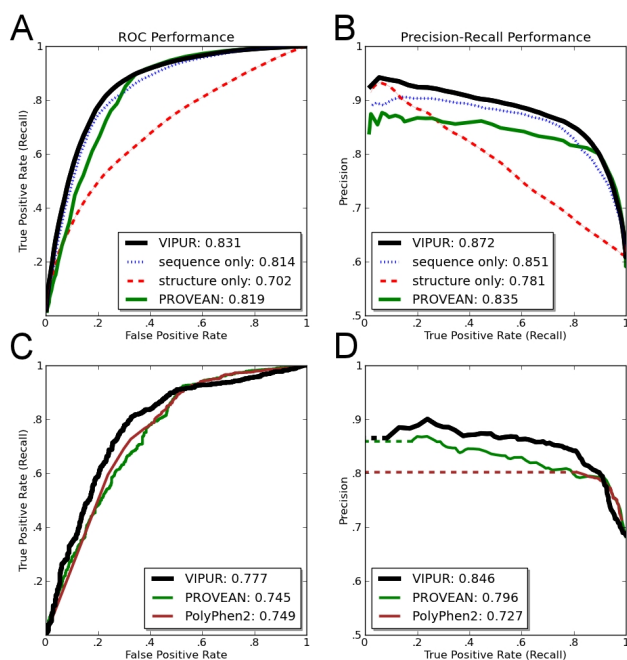 A
ROC Performance
1
.8
.6
.4
.2
True Positive Rate (Recall)
VIPUR: 0.831
sequence only: 0.814
structure only: 0.702
PROVEAN: 0.819
0 .2 .4 .6 .8 1
False Positive Rate
B
Precision-Recall Performance
1
.9
.8
.7
.6
.5
Precision
VIPUR: 0.872
sequence only: 0.851
structure only: 0.781
PROVEAN: 0.835
0 .2 .4 .6 .8 1
True Positive Rate (Recall)
C
1
.8
.6
.4
.2
0
True Positive Rate (Recall)
VIPUR: 0.777
PROVEAN: 0.745
PolyPhen2: 0.749
0 .2 .4 .6 .8 1
False Positive Rate
D
1
.9
.8
.7
.6
.5
Precision
VIPUR: 0.846
PROVEAN: 0.796
PolyPhen2: 0.727
0 .2 .4 .6 .8 1
True Positive Rate (Recall)